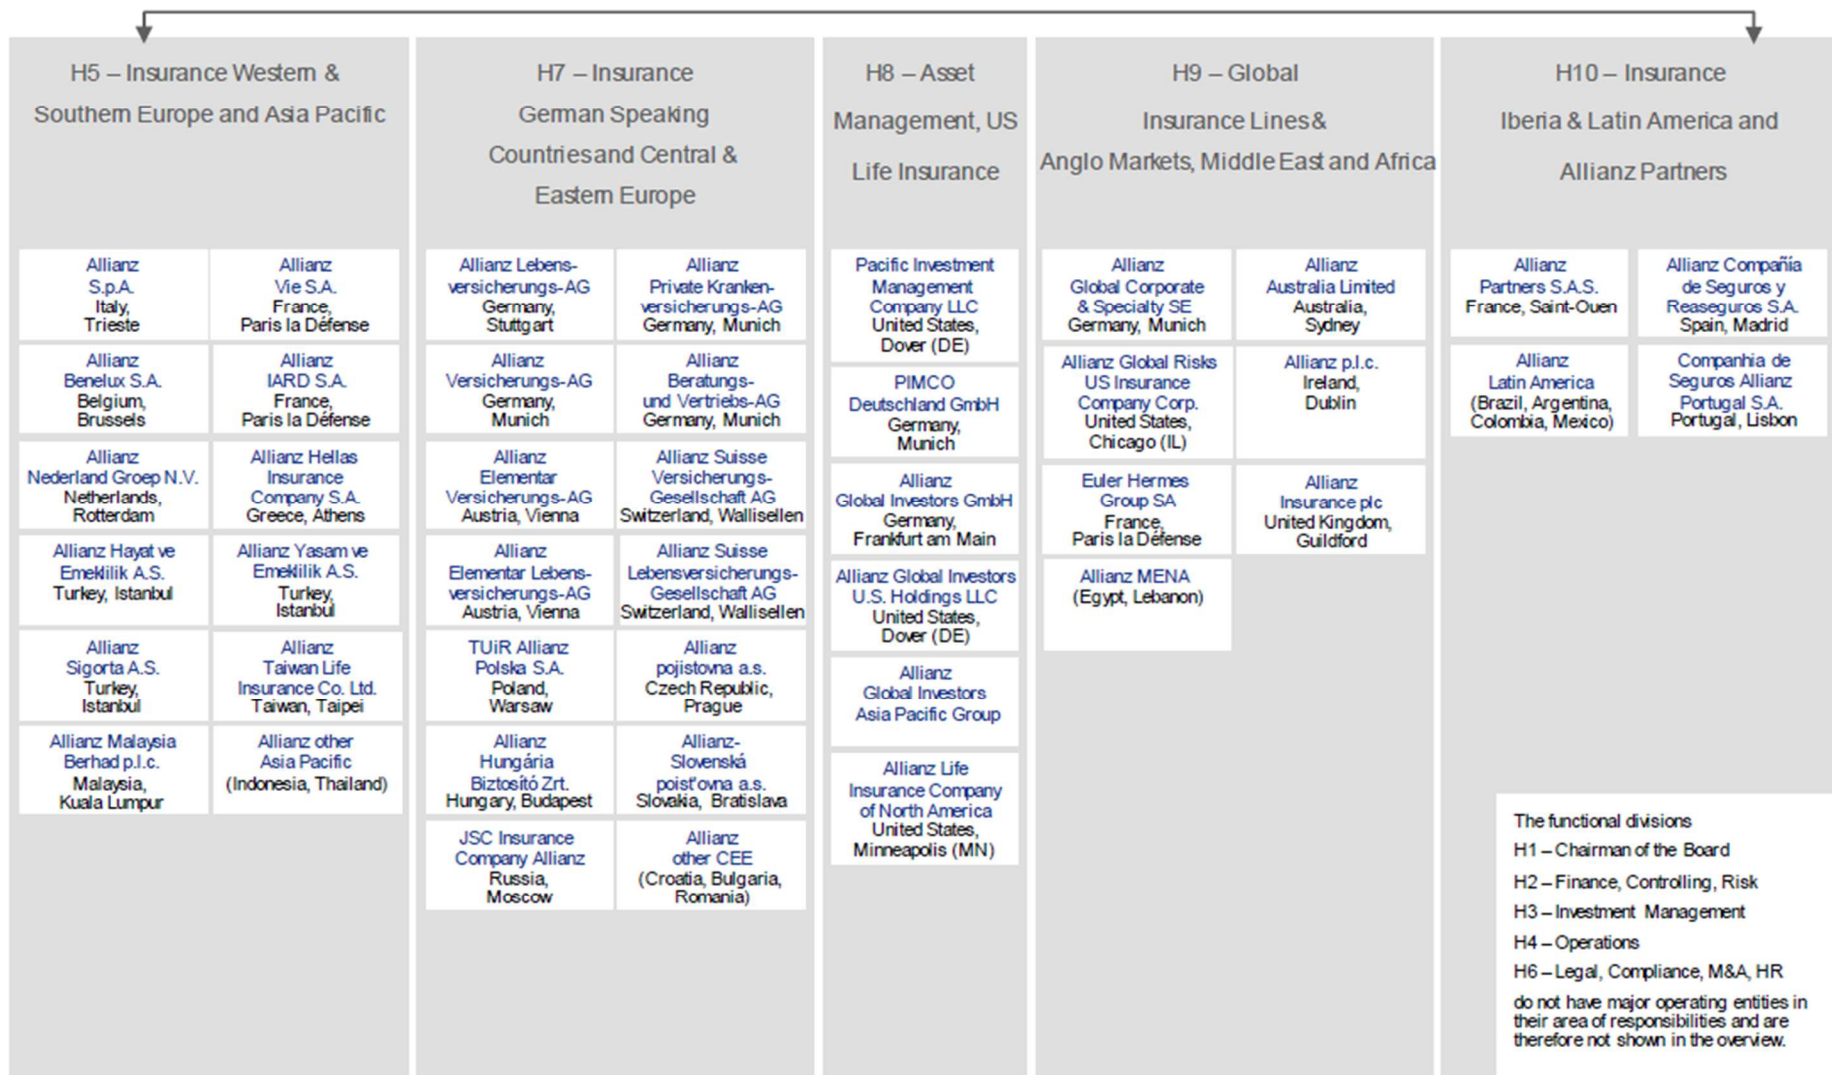 H5 – Insurance Western &
Southern Europe and Asia Pacific
Allianz
S.p.A.
Italy,
Trieste
Allianz
Vie S.A.
France,
Paris la Défense
Allianz
Benelux S.A.
Belgium,
Brussels
Allianz
IARD S.A.
France,
Paris la Défense
Allianz
Nederland Groep N.V.
Netherlands,
Rotterdam
Allianz Hellas
Insurance
Company S.A.
Greece, Athens
Allianz Hayat ve
Emeklilik A.S.
Turkey, Istanbul
Allianz Yasam ve
Emeklilik A.S.
Turkey,
Istanbul
Allianz
Sigorta A.S.
Turkey,
Istanbul
Allianz
Taiwan Life
Insurance Co. Ltd.
Taiwan, Taipei
Allianz Malaysia
Berhad p.l.c.
Malaysia,
Kuala Lumpur
Allianz other
Asia Pacific
(Indonesia, Thailand)
H7 – Insurance
German Speaking
Countries and Central &
Eastern Europe
Allianz Lebens-
versicherungs-AG
Germany,
Stuttgart
Allianz
Private Kranken-
versicherungs-AG
Germany, Munich
Allianz
Versicherungs-AG
Germany,
Munich
Allianz
Beratungs-
und Vertriebs-AG
Germany, Munich
Allianz
Elementar
Versicherungs-AG
Austria, Vienna
Allianz Suisse
Versicherungs-
Gesellschaft AG
Switzerland, Wallisellen
Allianz
Elementar Lebens-
versicherungs-AG
Austria, Vienna
Allianz Suisse
Lebensversicherungs-
Gesellschaft AG
Switzerland, Wallisellen
TUiR Allianz
Polska S.A.
Poland,
Warsaw
Allianz
pojistovna a.s.
Czech Republic,
Prague
Allianz
Hungária
Biztosító Zrt.
Hungary, Budapest
Allianz-
Slovenská
poist'ovna a.s.
Slovakia, Bratislava
JSC Insurance
Company Allianz
Russia,
Moscow
Allianz
other CEE
(Croatia, Bulgaria,
Romania)
H8 – Asset
Management, US
Life Insurance
Pacific Investment
Management
Company LLC
United States,
Dover (DE)
PIMCO
Deutschland GmbH
Germany,
Munich
Allianz
Global Investors GmbH
Germany,
Frankfurt am Main
Allianz Global Investors
U.S. Holdings LLC
United States,
Dover (DE)
Allianz
Global Investors
Asia Pacific Group
Allianz Life
Insurance Company
of North America
United States,
Minneapolis (MN)
H9 – Global
Insurance Lines &
Anglo Markets, Middle East and Africa
Allianz
Global Corporate
& Specialty SE
Germany, Munich
Allianz
Australia Limited
Australia,
Sydney
Allianz Global Risks
US Insurance
Company Corp.
United States,
Chicago (IL)
Allianz p.l.c.
Ireland,
Dublin
Euler Hermes
Group SA
France,
Paris la Défense
Allianz
Insurance plc
United Kingdom,
Guildford
Allianz MENA
(Egypt, Lebanon)
H10 – Insurance
Iberia & Latin America and
Allianz Partners
Allianz
Partners S.A.S.
France, Saint-Ouen
Allianz Compañía
de Seguros y
Reaseguros S.A.
Spain, Madrid
Allianz
Latin America
(Brazil, Argentina,
Colombia, Mexico)
Companhia de
Seguros Allianz
Portugal S.A.
Portugal, Lisbon
The functional divisions
H1 – Chairman of the Board
H2 – Finance, Controlling, Risk
H3 – Investment Management
H4 – Operations
H6 – Legal, Compliance, M&A, HR
do not have major operating entities in
their area of responsibilities and are
therefore not shown in the overview.